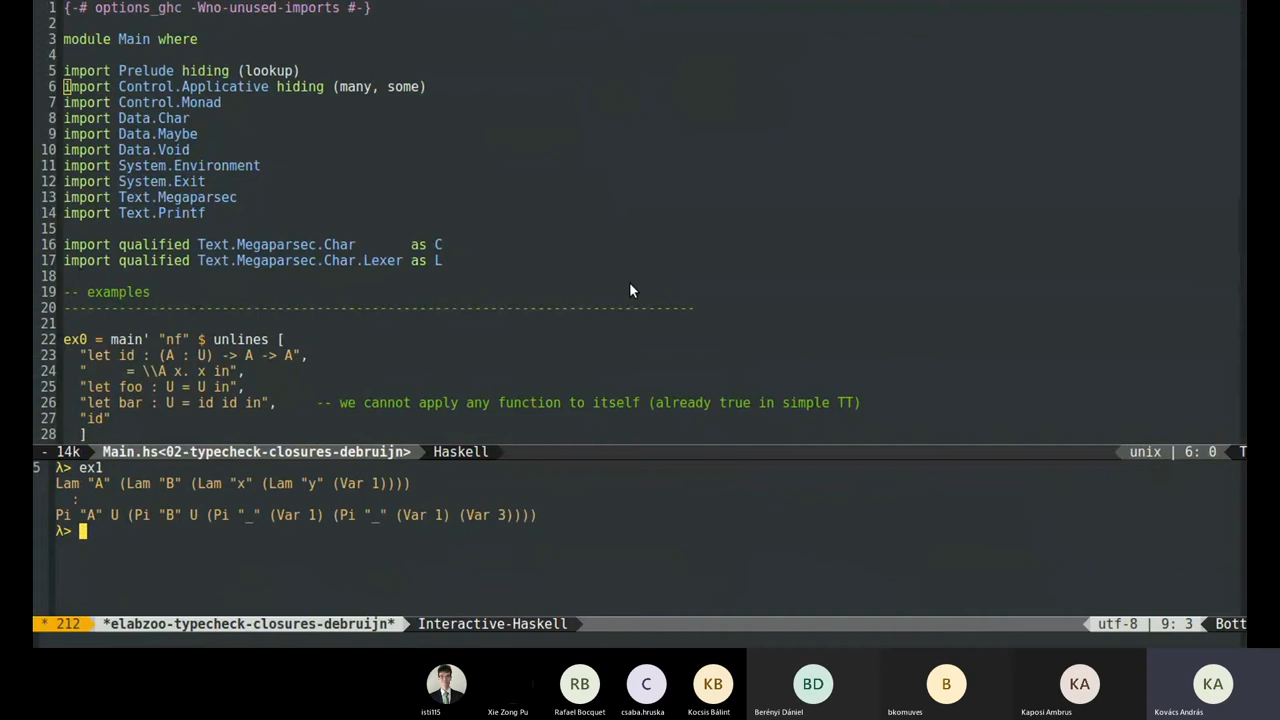 1 {-# options_ghc -Wno-unused-imports #-}
2
3 module Main where
4
5 import Prelude hiding (lookup)
6 import Control.Applicative hiding (many, some)
7 import Control.Monad
8 import Data.Char
9 import Data.Maybe
10 import Data.Void
11 import System.Environment
12 import System.Exit
13 import Text.Megaparsec
14 import Text.Printf
15
16 import qualified Text.Megaparsec.Char       as C
17 import qualified Text.Megaparsec.Char.Lexer as L
18
19 -- examples
20 --------------------------------------------------------------------------------
21
22 ex0 = main' "nf" $ unlines [
23   "let id : (A : U) -> A -> A",
24   "     = \\A x. x in",
25   "let foo : U = U in",
26   "let bar : U = id id in",     -- we cannot apply any function to itself (already true in simple TT)
27   "id"
28   ]
- 14k Main.hs<02-typecheck-closures-debruijn> Haskell unix | 6: 0 T
5 λ> ex1
Lam "A" (Lam "B" (Lam "x" (Lam "y" (Var 1))))
  :
Pi "A" U (Pi "B" U (Pi "_" (Var 1) (Pi "_" (Var 1) (Var 3))))
λ>
* 212 *elabzoo-typecheck-closures-debruijn* Interactive-Haskell utf-8 | 9: 3 Bott
RB C KB BD B KA KA
isti115 Xie Zong Pu Rafael Bocquet csaba.hruska Kocsis Bálint Berényi Dániel bkomuves Kaposi Ambrus Kovács András